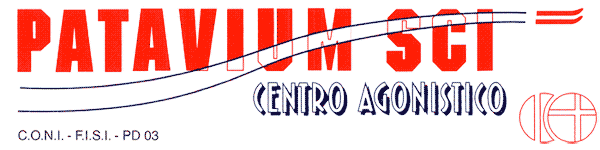 PATAVIUM SCI
CENTRO AGONISTICO
C.O.N.I. - F.I.S.I. - PD 03